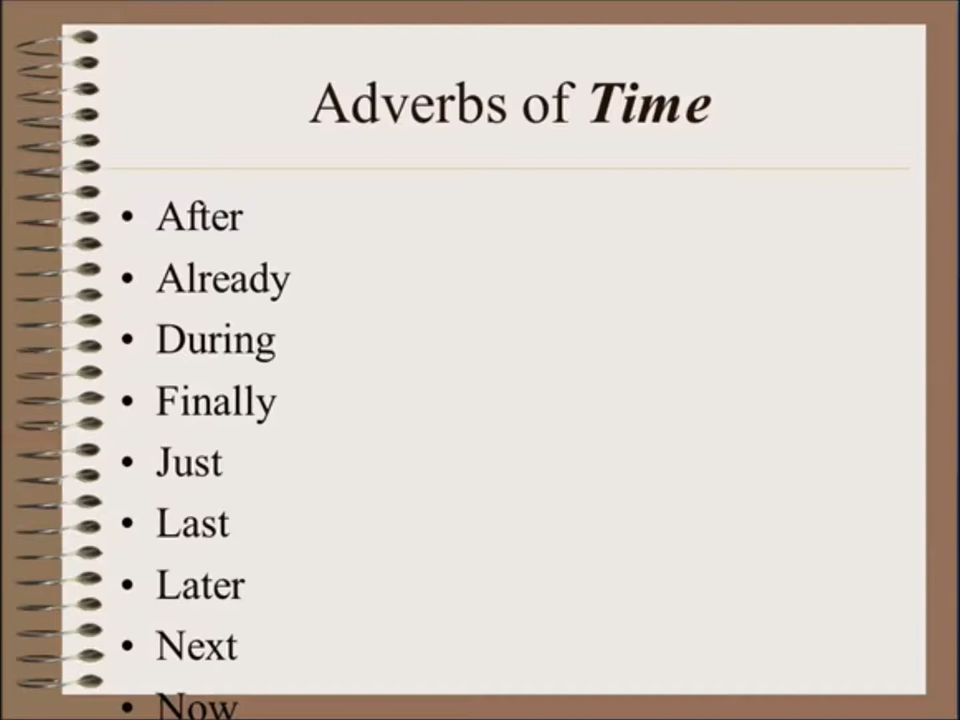 Adverbs of Time
• After
• Already
• During
• Finally
• Just
• Last
• Later
• Next
• Now